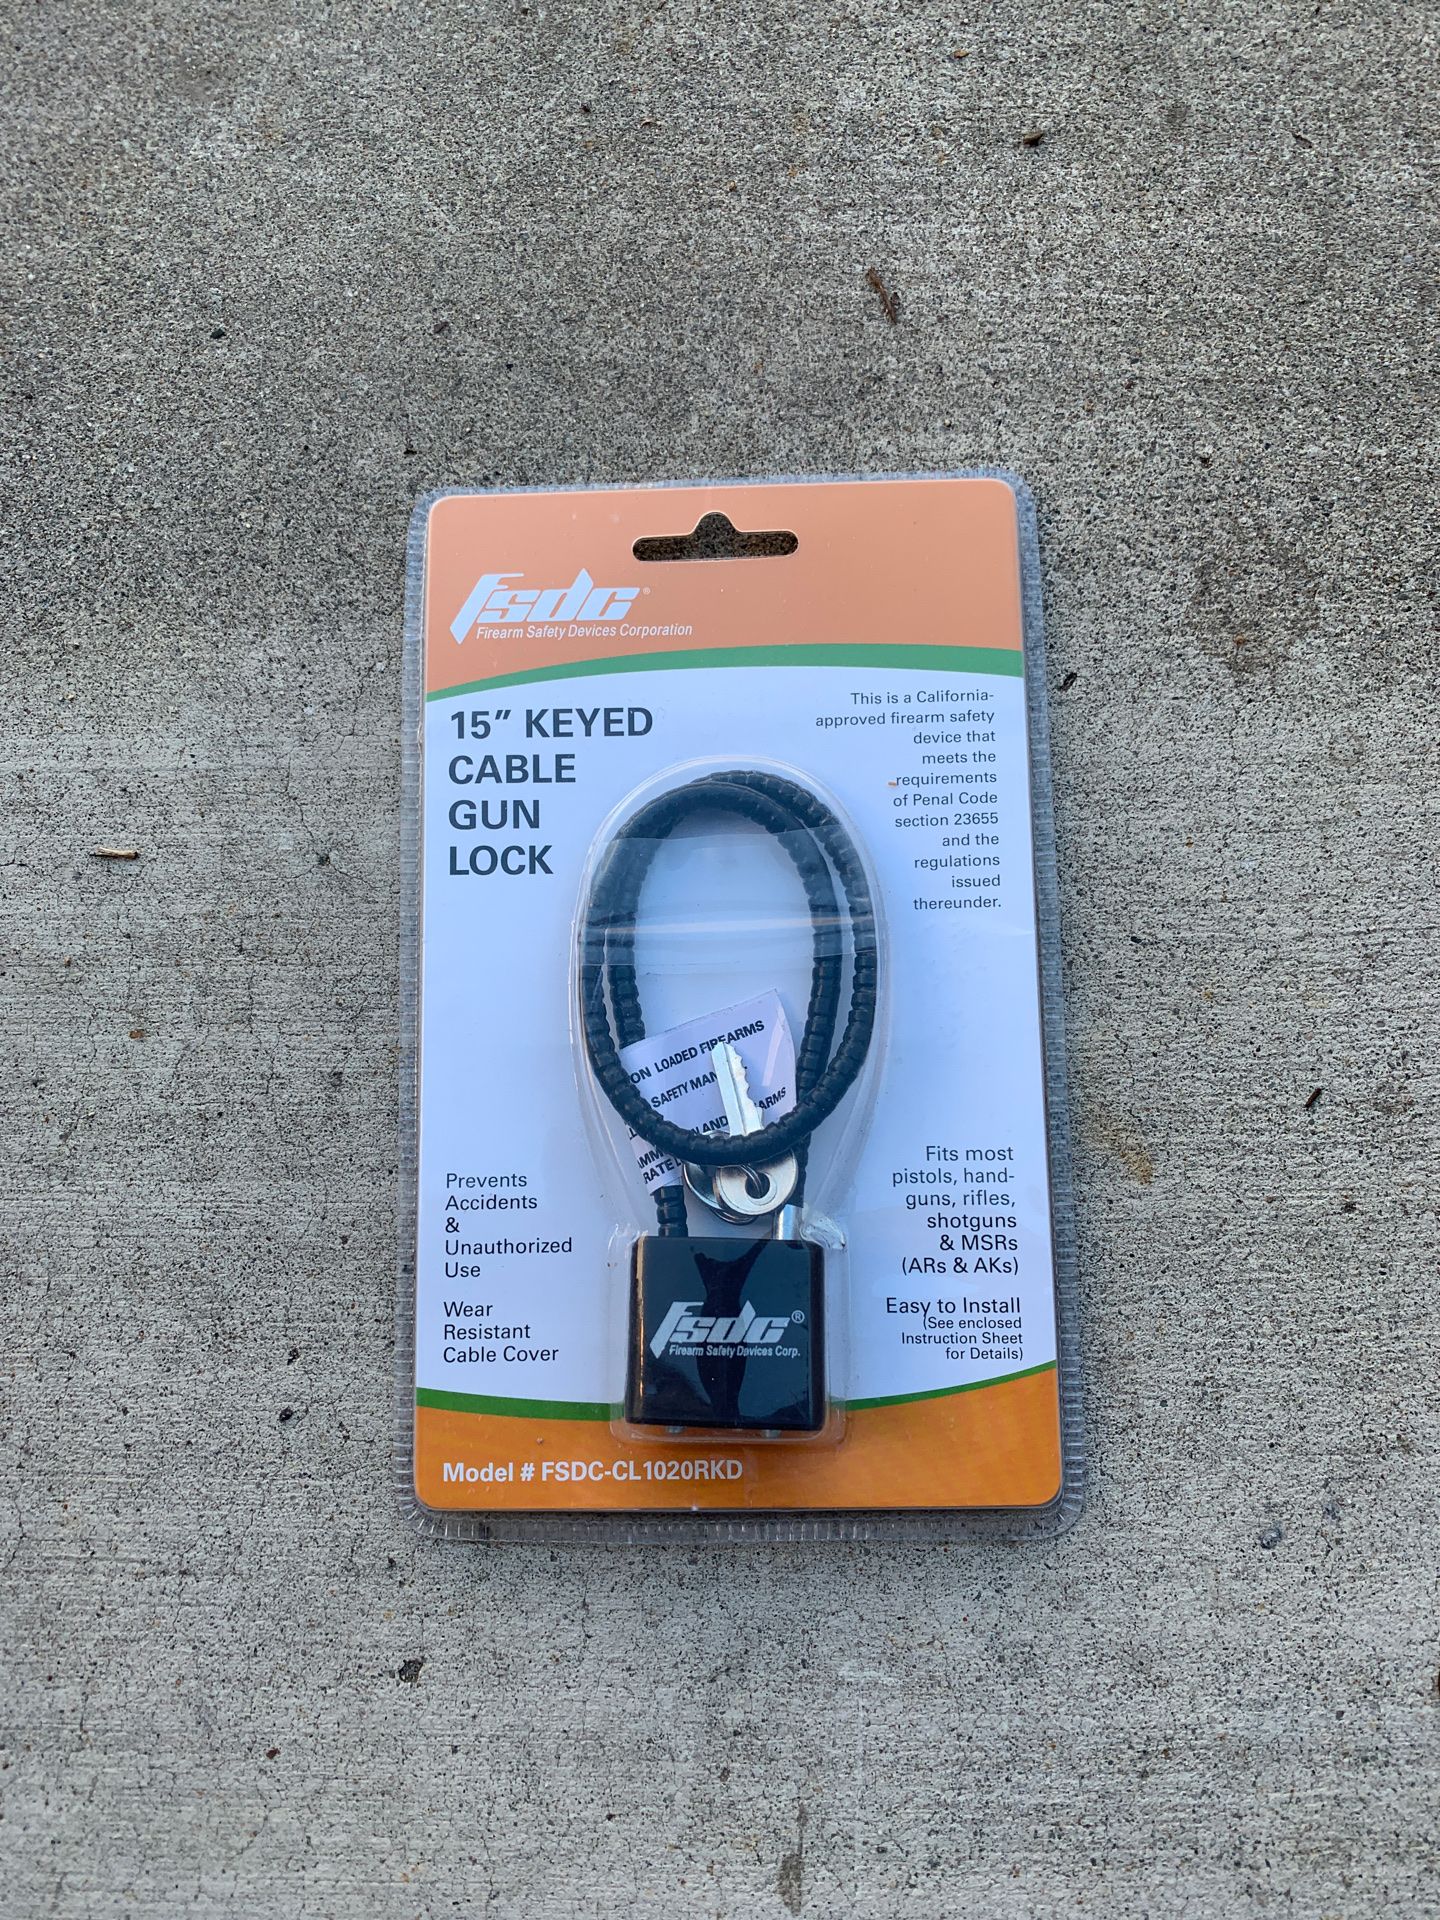 fsdc®
Firearm Safety Devices Corporation
15” KEYED
CABLE
GUN
LOCK
This is a California-
approved firearm safety
device that
meets the
requirements
of Penal Code
section 23655
and the
regulations
issued
thereunder.
ON LOADED FIREARMS
SAFETY
AND
Prevents
Accidents
&
Unauthorized
Use
Wear
Resistant
Cable Cover
Fits most
pistols, hand-
guns, rifles,
shotguns
& MSRs
(ARs & AKs)
Easy to Install
(See enclosed
Instruction Sheet
for Details)
fsdc®
Firearm Safety Devices Corp.
Model # FSDC-CL1020RKD